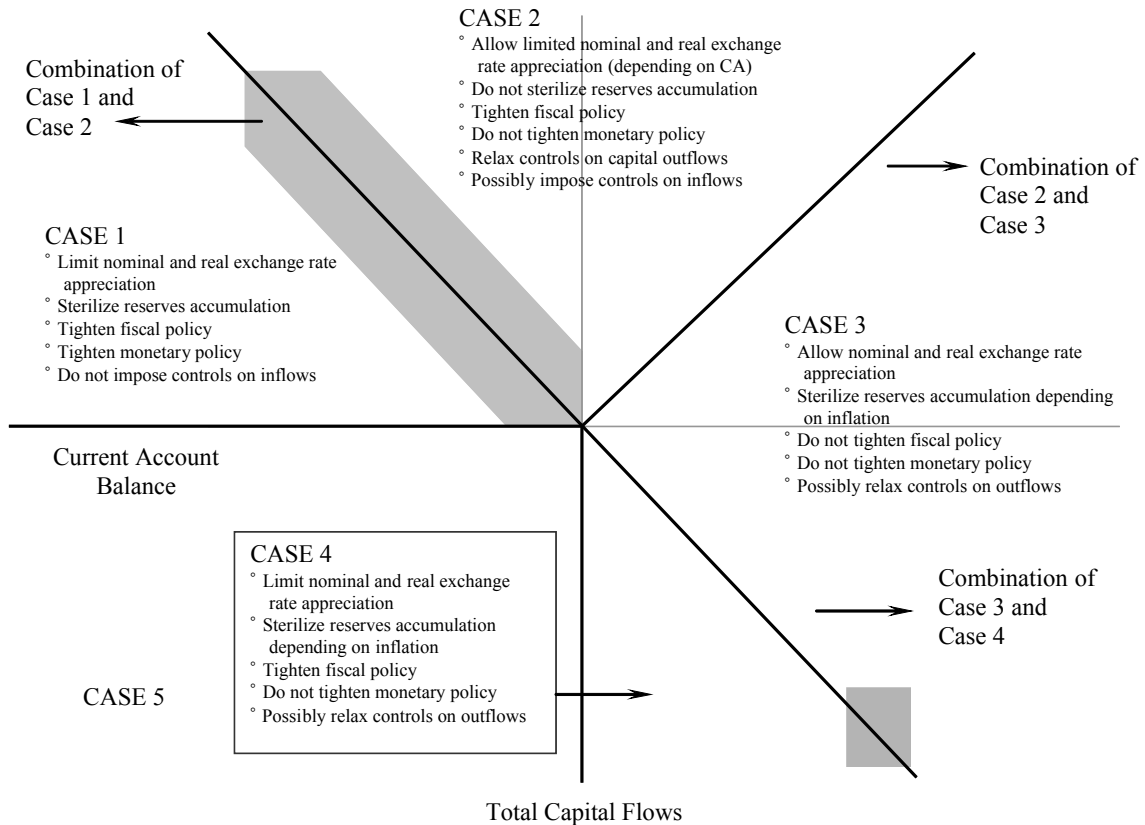 CASE 2
° Allow limited nominal and real exchange
rate appreciation (depending on CA)
° Do not sterilize reserves accumulation
° Tighten fiscal policy
° Do not tighten monetary policy
° Relax controls on capital outflows
° Possibly impose controls on inflows
Combination of
Case 1 and
Case 2
Combination of
Case 2 and
Case 3
CASE 1
° Limit nominal and real exchange rate
appreciation
° Sterilize reserves accumulation
° Tighten fiscal policy
° Tighten monetary policy
° Do not impose controls on inflows
CASE 3
° Allow nominal and real exchange rate
appreciation
° Sterilize reserves accumulation depending
on inflation
° Do not tighten fiscal policy
° Do not tighten monetary policy
° Possibly relax controls on outflows
Current Account
Balance
CASE 4
° Limit nominal and real exchange
rate appreciation
° Sterilize reserves accumulation
depending on inflation
° Tighten fiscal policy
° Do not tighten monetary policy
° Possibly relax controls on outflows
Combination of
Case 3 and
Case 4
CASE 5
Total Capital Flows